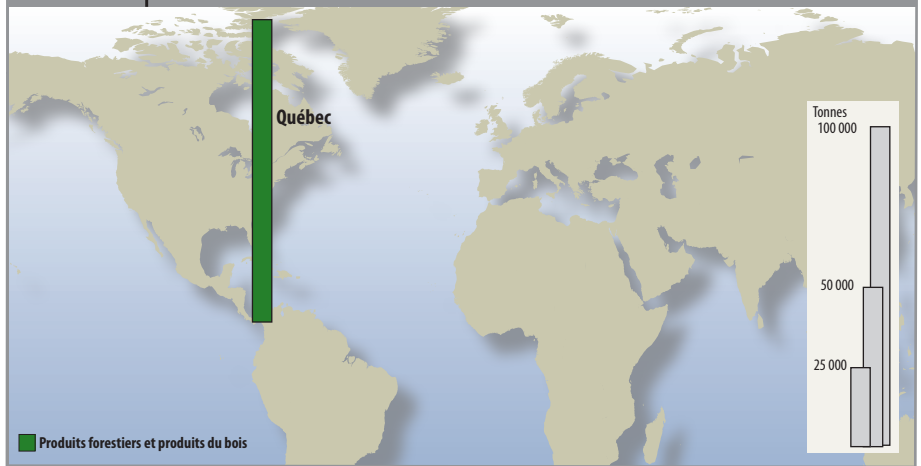 Québec
Tonnes
100 000
50 000
25 000
Produits forestiers et produits du bois